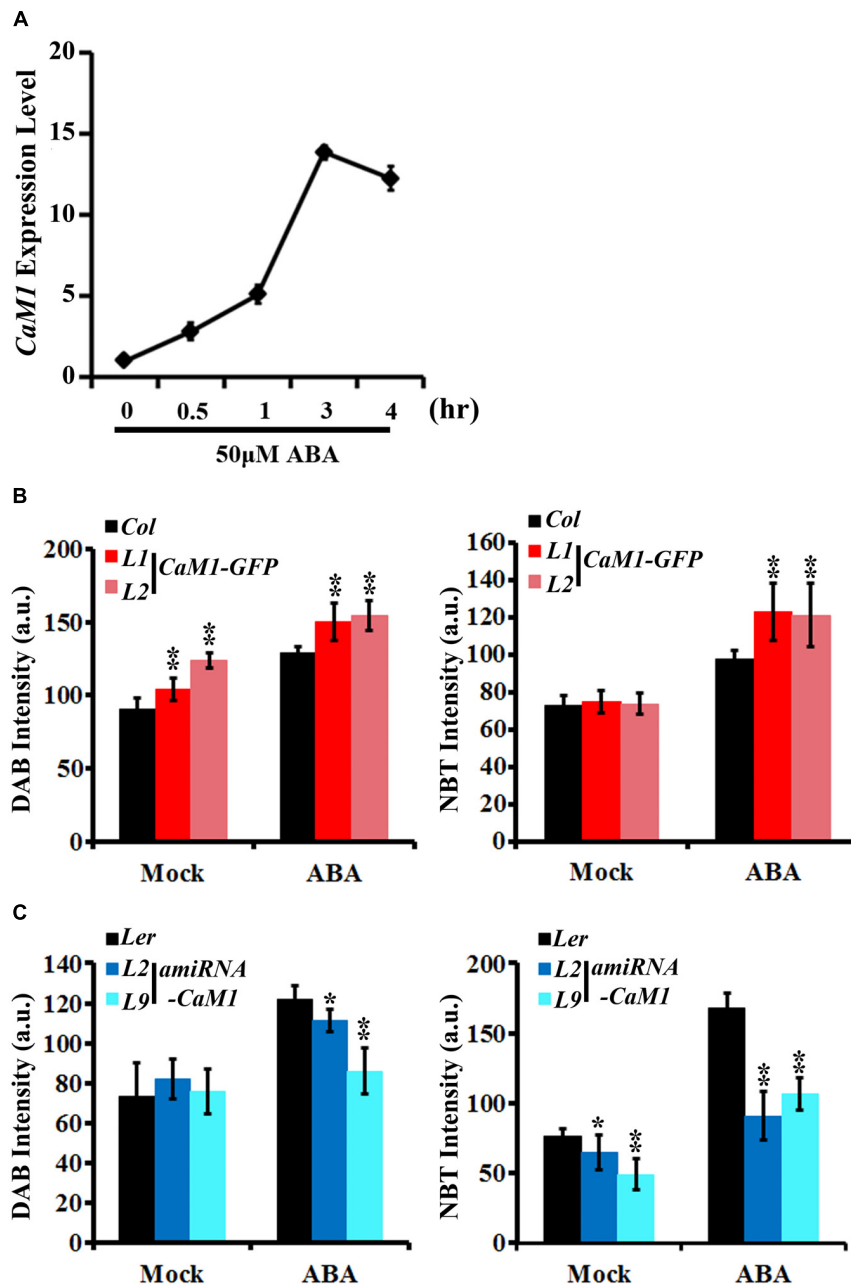 A
CaM1 Expression Level
20
15
10
5
0
0 0.5 1 3 4 (hr)
50μM ABA
B
Col
L1 CaM1-GFP
L2
DAB Intensity (a.u.)
200
150
100
50
0
** ** ** **
Mock ABA
Col
L1 CaM1-GFP
L2
NBT Intensity (a.u.)
160
140
120
100
80
60
40
20
0
** **
Mock ABA
C
Ler
L2 amiRNA
L9 -CaM1
DAB Intensity (a.u.)
140
120
100
80
60
40
20
0
* **
Mock ABA
Ler
L2 amiRNA
L9 -CaM1
NBT Intensity (a.u.)
200
150
100
50
0
* ** ** **
Mock ABA